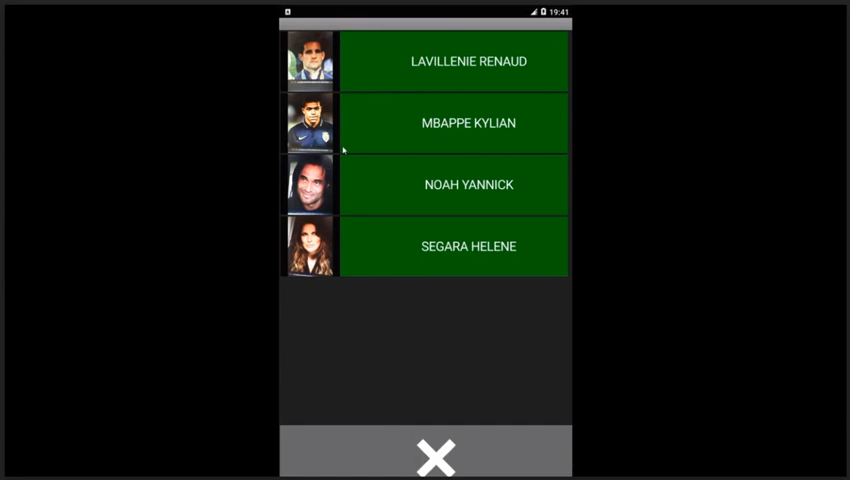 19:41
LAVILLENIE RENAUD
MBAPPE KYLIAN
NOAH YANNICK
SEGARA HELENE